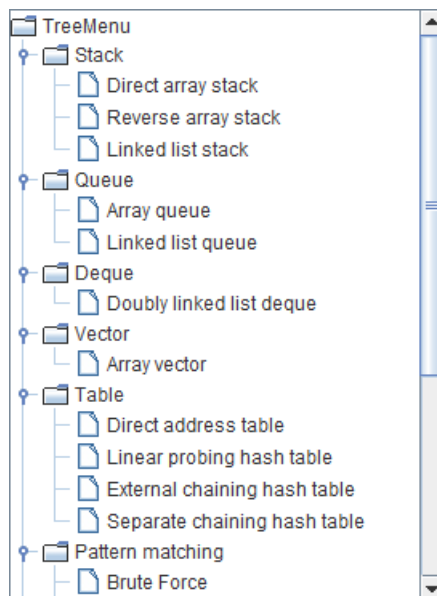 TreeMenu
Stack
Direct array stack
Reverse array stack
Linked list stack
Queue
Array queue
Linked list queue
Deque
Doubly linked list deque
Vector
Array vector
Table
Direct address table
Linear probing hash table
External chaining hash table
Separate chaining hash table
Pattern matching
Brute Force